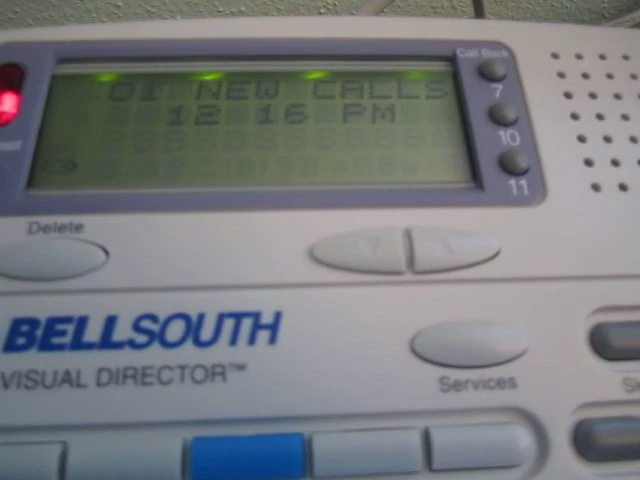 Call Back
01 NEW CALLS
12 16 PM
7
10
11
Delete
BELLSOUTH
VISUAL DIRECTOR™
Services